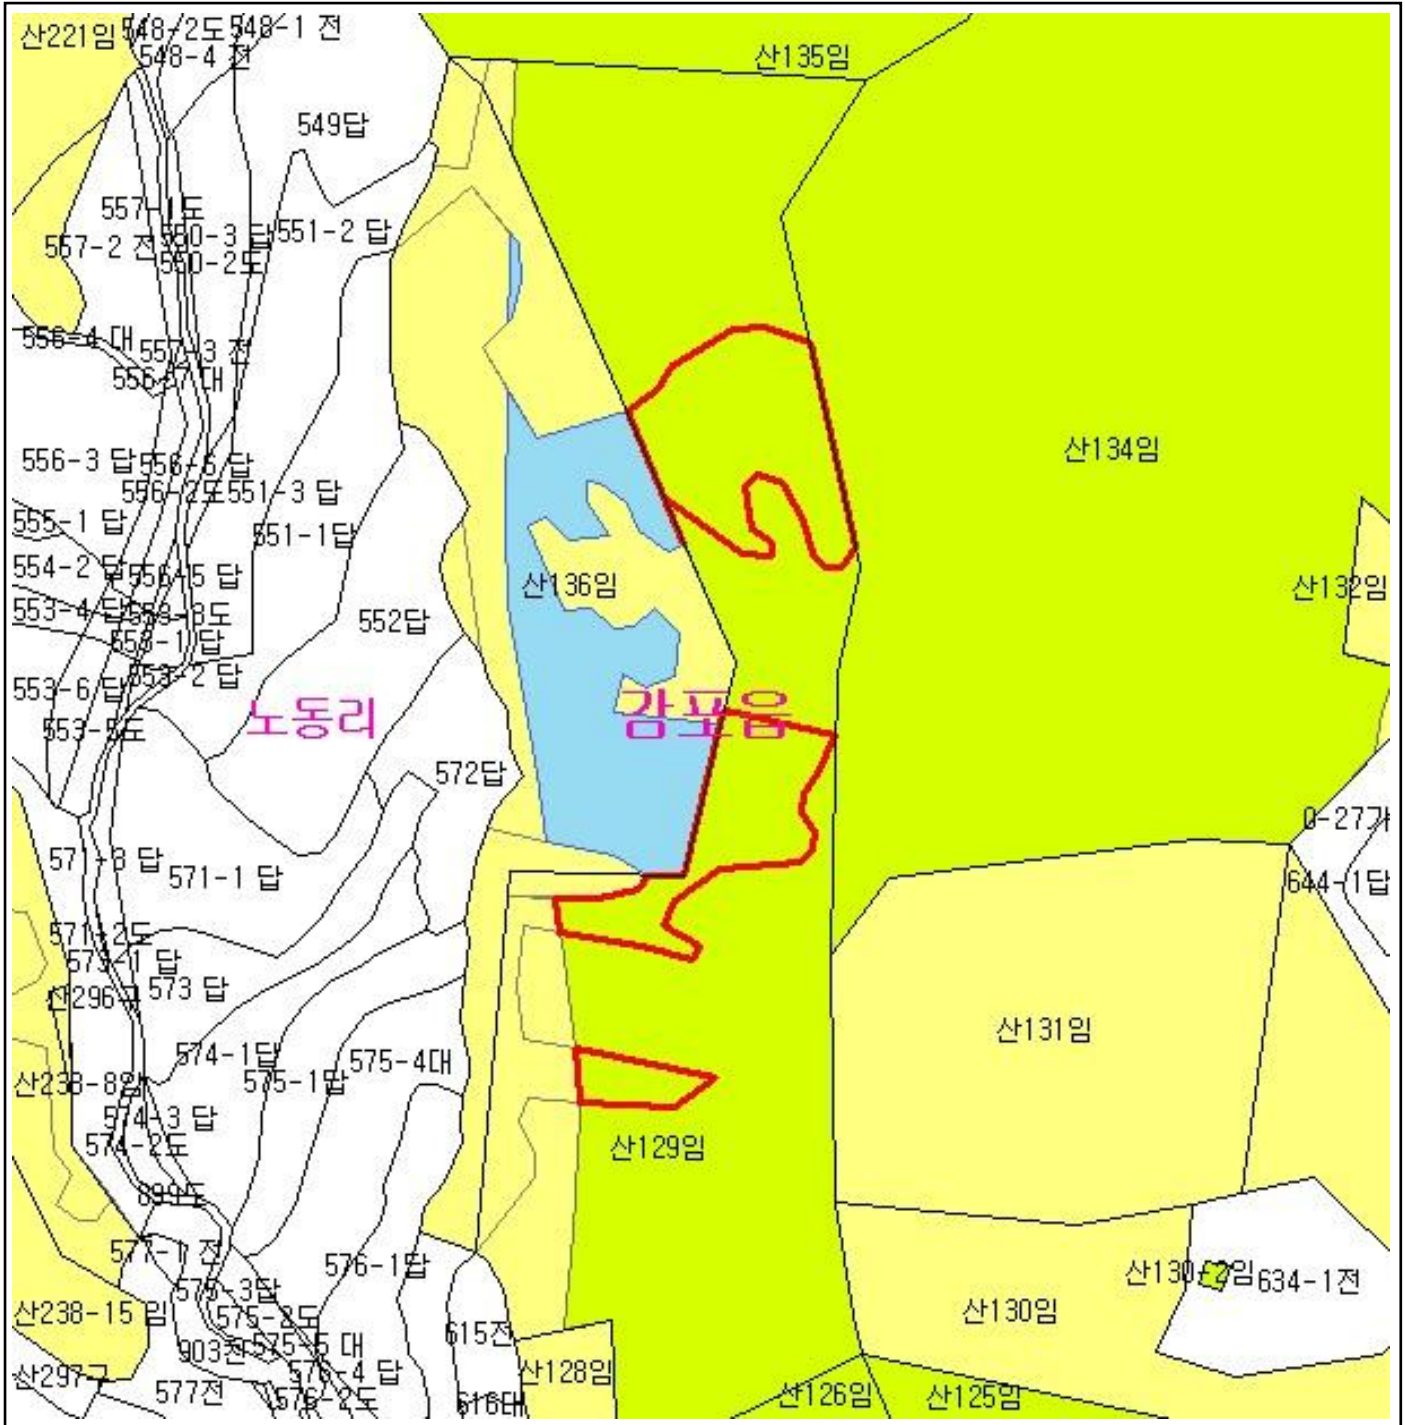 산221임
548-2도
548-1 전
548-4 전
산135임
549답
557-1도
550-3 답
551-2 답
557-2 전
550-2도
556-4 대
557-3 전
556-7 대
산134임
556-3 답
556-6 답
556-2도
551-3 답
555-1 답
551-1답
554-2 답
556-5 답
산136임
산132임
553-4 답
553-3도
552답
553-1 답
553-2 답
553-6 답
노동리
감포읍
553-5도
572답
571-3 답
571-1 답
644-1답
571-2도
573-1 답
573 답
산131임
574-1답
575-4대
575-1답
산238-8임
574-3 답
574-2도
산129임
899도
577-1 전
576-1답
산130-2임
634-1전
575-3답
산238-15 임
575-2도
산130임
615전
575-5 대
903전
산297구
576-4 답
산128임
577전
576-2도
616대
산126임
산125임